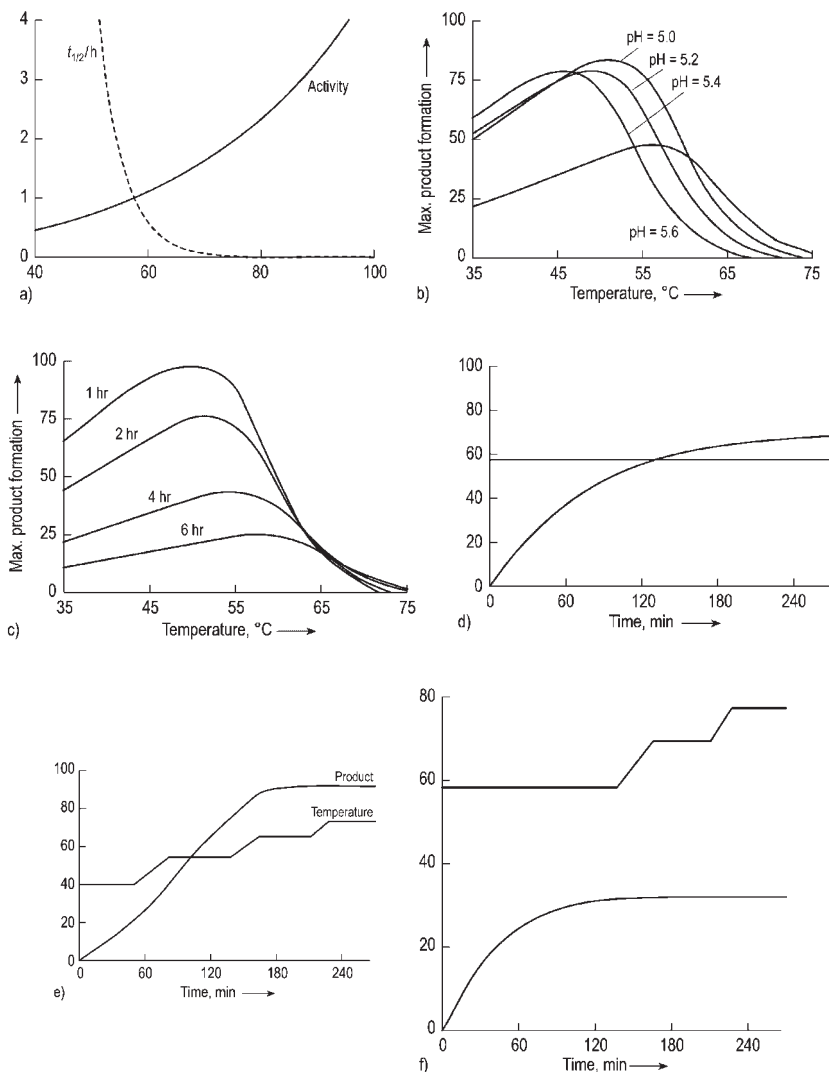 4
3
2
1
0
t1/2/h
Activity
40 60 80 100
a)
100
75
50
25
0
Max. product formation
pH = 5.0
pH = 5.2
pH = 5.4
pH = 5.6
35 45 55 65 75
Temperature, °C
b)
100
75
50
25
0
Max. product formation
1 hr
2 hr
4 hr
6 hr
35 45 55 65 75
Temperature, °C
c)
100
80
60
40
20
0
0 60 120 180 240
Time, min
d)
100
80
60
40
20
0
Product
Temperature
0 60 120 180 240
Time, min
e)
80
60
40
20
0
0 60 120 180 240
Time, min
f)